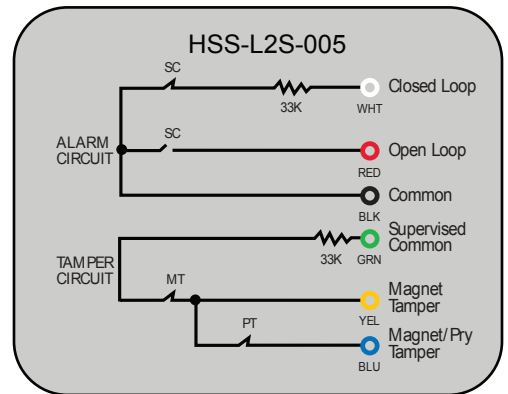 HSS-L2S-005
SC
33K
WHT
Closed Loop
ALARM
CIRCUIT
SC
RED
Open Loop
BLK
Common
TAMPER
CIRCUIT
33K
GRN
Supervised
Common
MT
YEL
Magnet
Tamper
PT
BLU
Magnet/Pry
Tamper